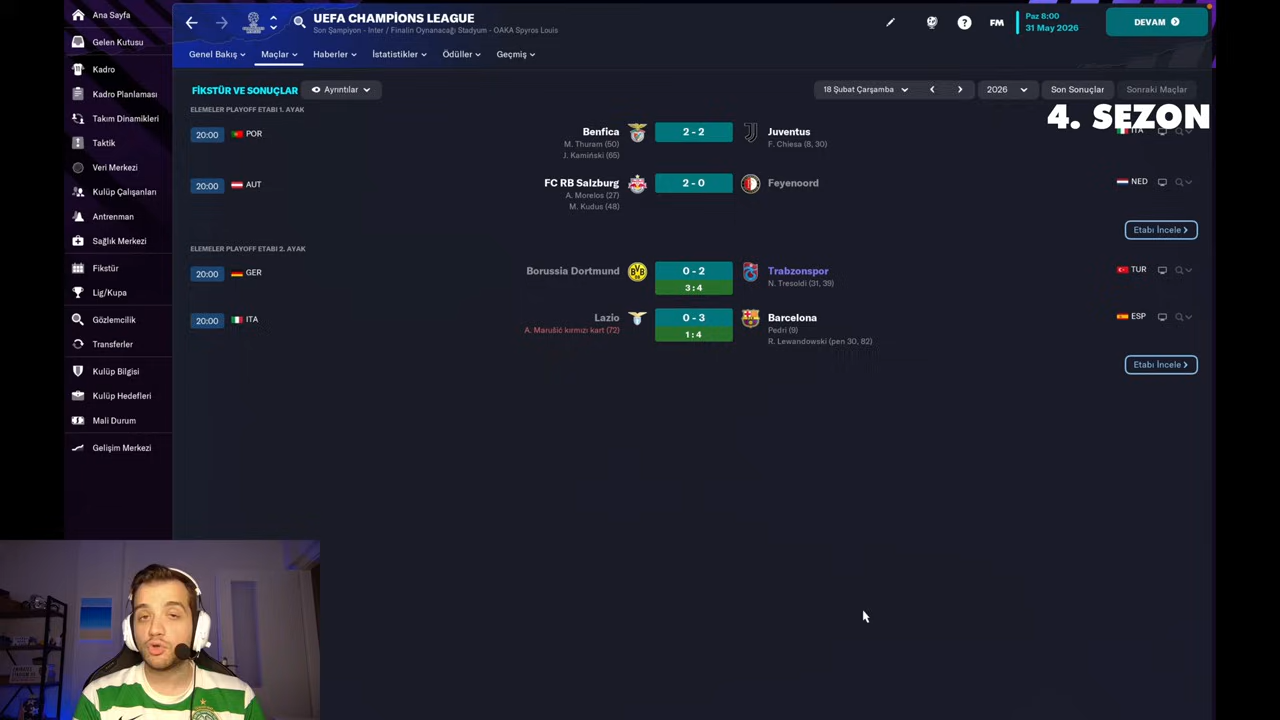 Ana Sayfa
Gelen Kutusu
Kadro
Kadro Planlaması
Takım Dinamikleri
Taktik
Veri Merkezi
Kulüp Çalışanları
Antrenman
Sağlık Merkezi
Fikstür
Lig/Kupa
Gözlemcilik
Transferler
Kulüp Bilgisi
Kulüp Hedefleri
Mali Durum
Gelişim Merkezi
UEFA CHAMPİONS LEAGUE
Son Şampiyon - Inter / Finalin Oynanacağı Stadyum - OAKA Spyros Louis
FM
Paz 8:00
31 May 2026
DEVAM
Genel Bakış Maçlar Haberler İstatistikler Ödüller Geçmiş
FİKSTÜR VE SONUÇLAR Ayrıntılar 18 Şubat Çarşamba 2026 Son Sonuçlar Sonraki Maçlar
4. SEZON
ELEMELER PLAYOFF ETABI 1. AYAK
20:00 POR Benfica 2 - 2 Juventus ITA
M. Thuram (50) F. Chiesa (8, 30)
J. Kamiński (65)
20:00 AUT FC RB Salzburg 2 - 0 Feyenoord NED
A. Morelos (27)
M. Kudus (48)
Etabı İncele
ELEMELER PLAYOFF ETABI 2. AYAK
20:00 GER Borussia Dortmund 0 - 2 Trabzonspor TUR
3 : 4 N. Tresoldi (31, 39)
20:00 ITA Lazio 0 - 3 Barcelona ESP
A. Marušić kırmızı kart (72) 1 : 4 Pedri (9)
R. Lewandowski (pen 30, 82)
Etabı İncele